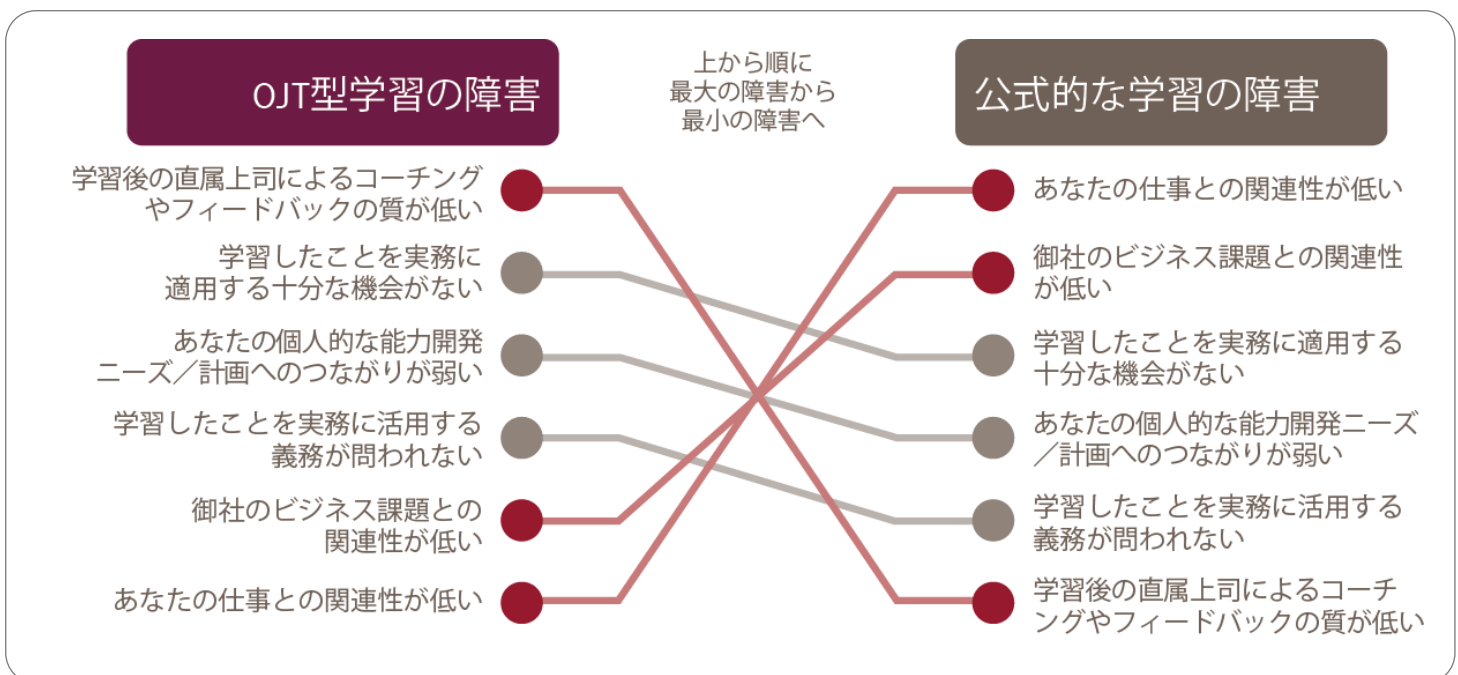 OJT型学習の障害
上から順に
最大の障害から
最小の障害へ
公式的な学習の障害
学習後の直属上司によるコーチング
やフィードバックの質が低い
学習したことを実務に
適用する十分な機会がない
あなたの個人的な能力開発
ニーズ／計画へのつながりが弱い
学習したことを実務に活用する
義務が問われない
御社のビジネス課題との
関連性が低い
あなたの仕事との関連性が低い
あなたの仕事との関連性が低い
御社のビジネス課題との関連性
が低い
学習したことを実務に適用する
十分な機会がない
あなたの個人的な能力開発ニーズ
／計画へのつながりが弱い
学習したことを実務に活用する
義務が問われない
学習後の直属上司によるコーチ
ングやフィードバックの質が低い